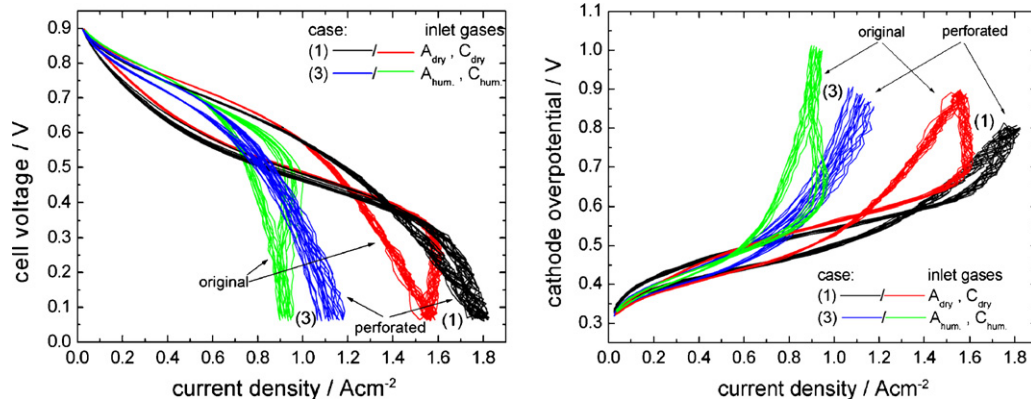 case: inlet gases
(1) / A_dry , C_dry
(3) / A_hum. , C_hum.
cell voltage / V
0.9
0.8
0.7
0.6
0.5
0.4
0.3
0.2
0.1
0.0
original
(3)
perforated
(1)
0.0 0.2 0.4 0.6 0.8 1.0 1.2 1.4 1.6 1.8
current density / Acm-2
original perforated
cathode overpotential / V
1.1
1.0
0.9
0.8
0.7
0.6
0.5
0.4
0.3
(3)
(1)
case: inlet gases
(1) / A_dry , C_dry
(3) / A_hum. , C_hum.
0.0 0.2 0.4 0.6 0.8 1.0 1.2 1.4 1.6 1.8
current density / Acm-2